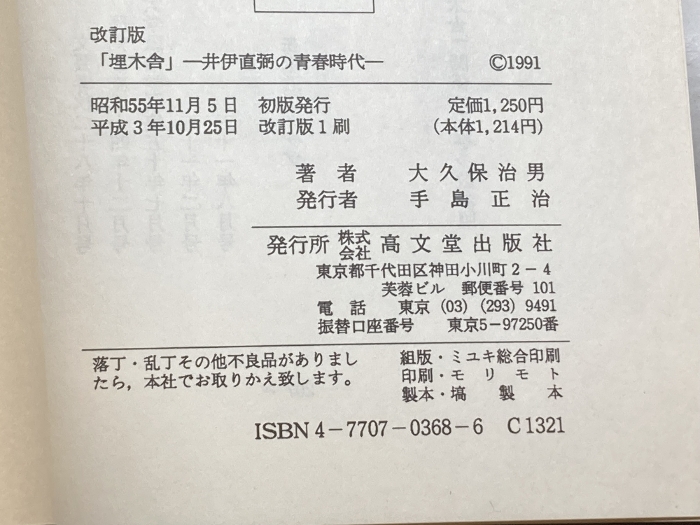 改訂版
「埋木舎」―井伊直弼の青春時代― ©1991
昭和55年11月5日 初版発行 定価1,250円
平成3年10月25日 改訂版1刷 (本体1,214円)
著者 大久保治男
発行者 手島正治
発行所 株式会社 高文堂出版社
東京都千代田区神田小川町2－4
芙蓉ビル 郵便番号 101
電話 東京 (03) (293) 9491
振替口座番号 東京5－97250番
落丁・乱丁その他不良品がありまし
たら，本社でお取りかえ致します。
組版・ミユキ総合印刷
印刷・モリモト
製本・塙製本
ISBN4－7707－0368－6 C1321